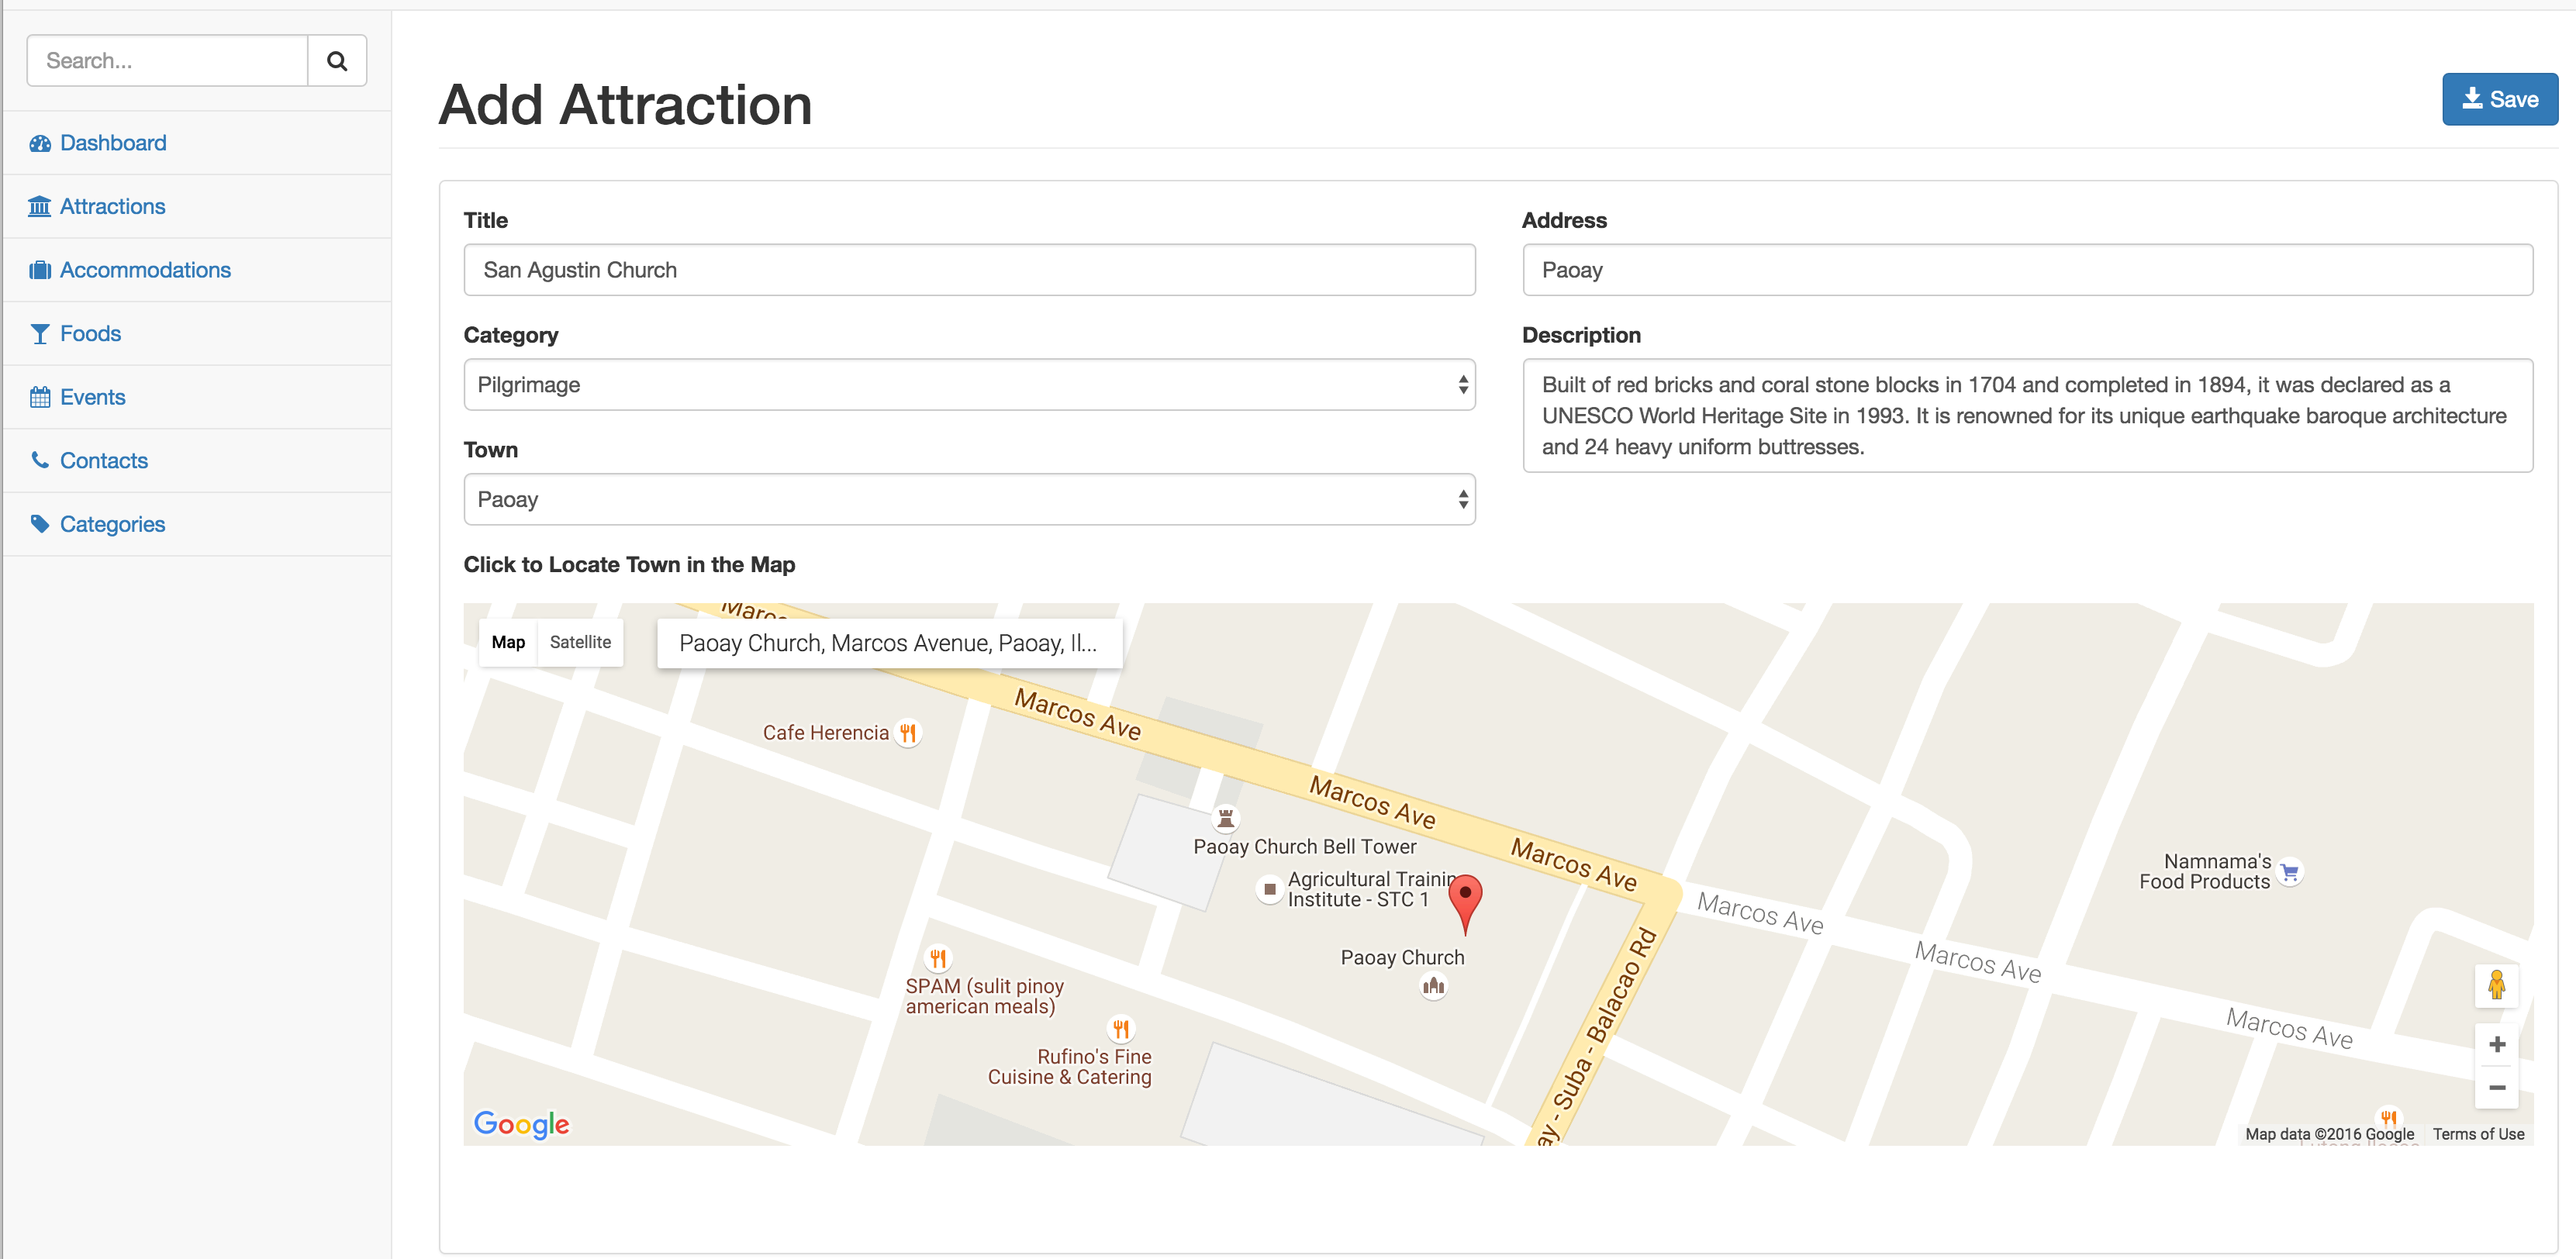 Search...
Dashboard
Attractions
Accommodations
Foods
Events
Contacts
Categories
Add Attraction
Save
Title
San Agustin Church
Address
Paoay
Category
Pilgrimage
Description
Built of red bricks and coral stone blocks in 1704 and completed in 1894, it was declared as a
UNESCO World Heritage Site in 1993. It is renowned for its unique earthquake baroque architecture
and 24 heavy uniform buttresses.
Town
Paoay
Click to Locate Town in the Map
Map
Satellite
Paoay Church, Marcos Avenue, Paoay, Il...
Marcos Ave
Cafe Herencia
Marcos Ave
Paoay Church Bell Tower
Marcos Ave
Agricultural Trainin
Institute - STC 1
Namnama's
Food Products
Marcos Ave
Marcos Ave
Paoay Church
Marcos Ave
SPAM (sulit pinoy
american meals)
Rufino's Fine
Cuisine & Catering
ay - Suba - Balacao Rd
Google
Map data ©2016 Google
Terms of Use